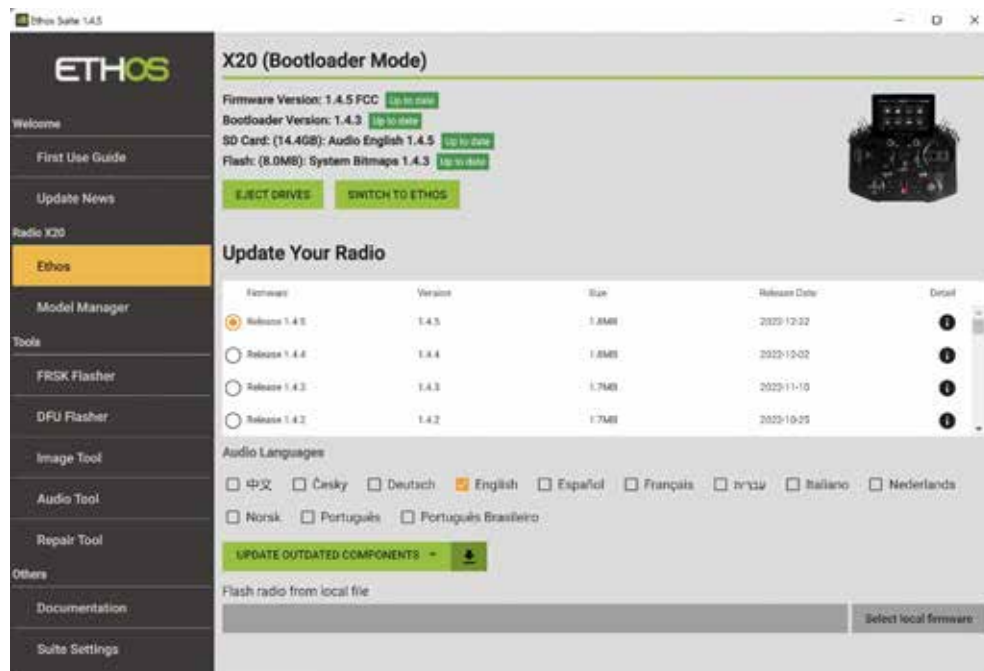 Ethos Suite 1.4.5
ETHOS
Welcome
First Use Guide
Update News
Radio X20
Ethos
Model Manager
Tools
FRSK Flasher
DFU Flasher
Image Tool
Audio Tool
Repair Tool
Others
Documentation
Suite Settings
X20 (Bootloader Mode)
Firmware Version: 1.4.5 FCC Up to date
Bootloader Version: 1.4.3 Up to date
SD Card: (14.4GB): Audio English 1.4.5 Up to date
Flash: (8.0MB): System Bitmaps 1.4.3 Up to date
EJECT DRIVES SWITCH TO ETHOS
Update Your Radio
Firmware Version Size Release Date Detail
Release 1.4.5 1.4.5 1.8MB 2022-12-22
Release 1.4.4 1.4.4 1.8MB 2022-12-02
Release 1.4.3 1.4.3 1.7MB 2022-11-10
Release 1.4.2 1.4.2 1.7MB 2022-10-25
Audio Languages
中文 Česky Deutsch English Español Français עברית Italiano Nederlands
Norsk Português Português Brasileiro
UPDATE OUTDATED COMPONENTS
Flash radio from local file
Select local firmware